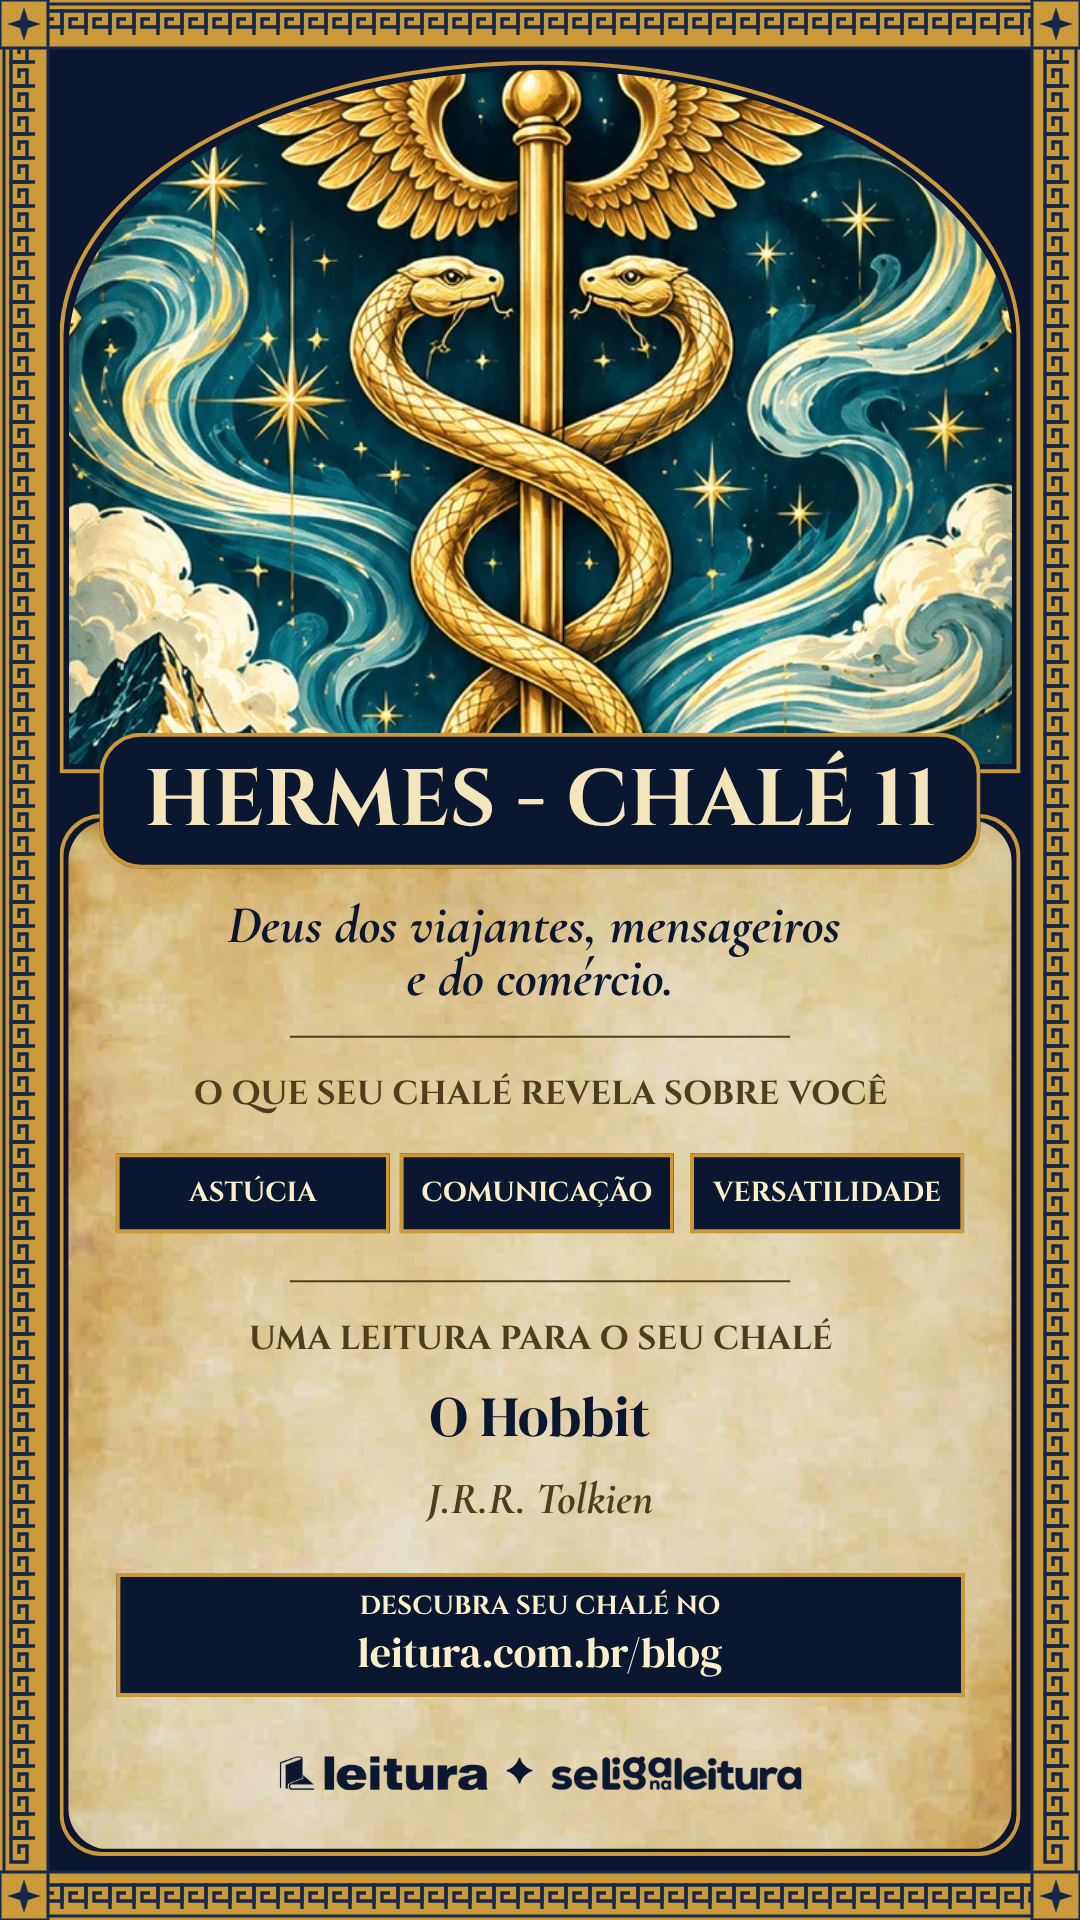 HERMES - CHALÉ 11
Deus dos viajantes, mensageiros
e do comércio.
O QUE SEU CHALÉ REVELA SOBRE VOCÊ
ASTÚCIA
COMUNICAÇÃO
VERSATILIDADE
UMA LEITURA PARA O SEU CHALÉ
O Hobbit
J.R.R. Tolkien
DESCUBRA SEU CHALÉ NO
leitura.com.br/blog
leitura ✦ seliganaleitura